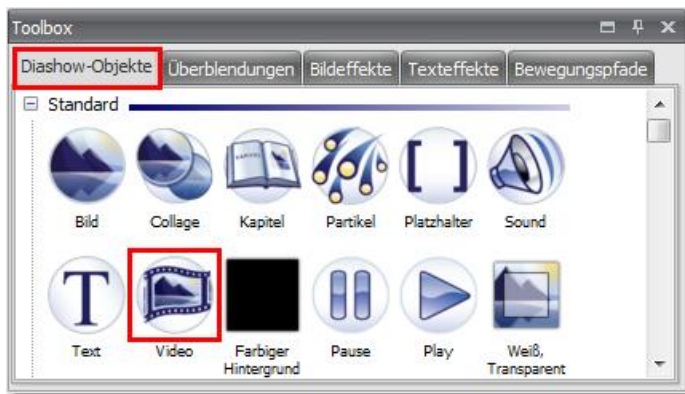 Toolbox
Diashow-Objekte Überblendungen Bildeffekte Texteffekte Bewegungspfade
Standard
KAPITEL
Bild Collage Kapitel Partikel Platzhalter Sound
T
Text Video Farbiger Hintergrund Pause Play Weiß, Transparent